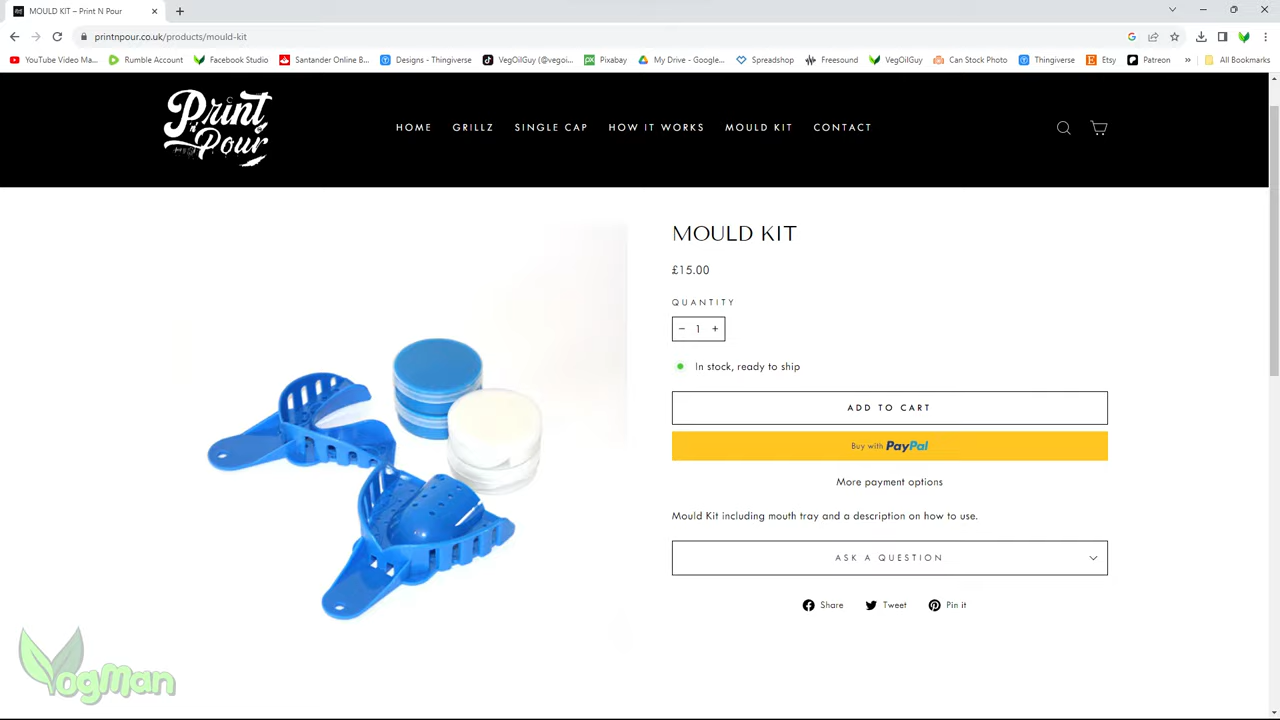 MOULD KIT – Print N Pour
printnpour.co.uk/products/mould-kit
YouTube Video Ma...
Rumble Account
Facebook Studio
Santander Online B...
Designs - Thingiverse
VegOilGuy (@vegoi...
Pixabay
My Drive - Google...
Spreadshop
Freesound
VegOilGuy
Can Stock Photo
Thingiverse
Etsy
Patreon
»
All Bookmarks
Print
n
Pour
HOME
GRILLZ
SINGLE CAP
HOW IT WORKS
MOULD KIT
CONTACT
MOULD KIT
£15.00
QUANTITY
− 1 +
In stock, ready to ship
ADD TO CART
Buy with PayPal
More payment options
Mould Kit including mouth tray and a description on how to use.
ASK A QUESTION
Share
Tweet
Pin it
VogMan